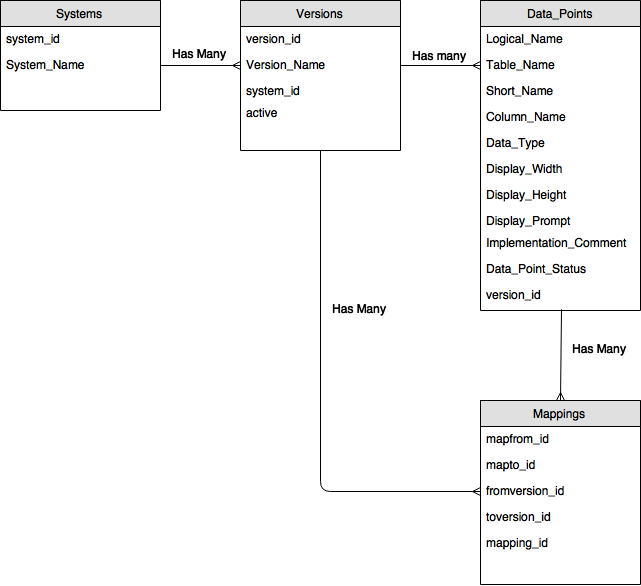 Systems
system_id
System_Name
Has Many
Versions
version_id
Version_Name
system_id
active
Has many
Data_Points
Logical_Name
Table_Name
Short_Name
Column_Name
Data_Type
Display_Width
Display_Height
Display_Prompt
Implementation_Comment
Data_Point_Status
version_id
Has Many
Has Many
Mappings
mapfrom_id
mapto_id
fromversion_id
toversion_id
mapping_id